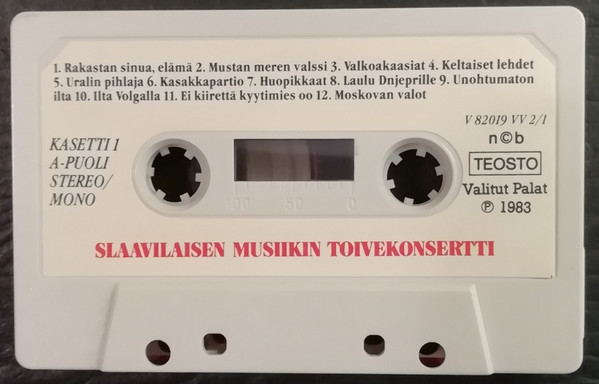 1. Rakastan sinua, elämä 2. Mustan meren valssi 3. Valkoakaasiat 4. Keltaiset lehdet
5. Uralin pihlaja 6. Kasakkapartio 7. Huopikkaat 8. Laulu Dnjeprille 9. Unohtumaton
ilta 10. Ilta Volgalla 11. Ei kiirettä kyytimies oo 12. Moskovan valot
V 82019 VV 2/1
KASETTI 1
A-PUOLI
STEREO/
MONO
n©b
TEOSTO
Valitut Palat
℗ 1983
100 50 0
SLAAVILAISEN MUSIIKIN TOIVEKONSERTTI